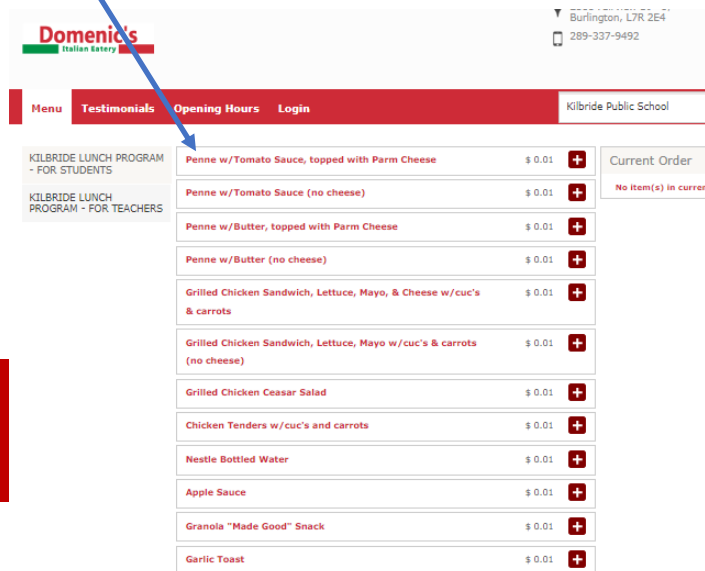 Burlington, L7R 2E4
289-337-9492
Domenic's
Italian Eatery
Menu Testimonials Opening Hours Login
Kilbride Public School
KILBRIDE LUNCH PROGRAM
- FOR STUDENTS
KILBRIDE LUNCH
PROGRAM - FOR TEACHERS
Penne w/Tomato Sauce, topped with Parm Cheese $ 0.01
Penne w/Tomato Sauce (no cheese) $ 0.01
Penne w/Butter, topped with Parm Cheese $ 0.01
Penne w/Butter (no cheese) $ 0.01
Grilled Chicken Sandwich, Lettuce, Mayo, & Cheese w/cuc's $ 0.01
& carrots
Grilled Chicken Sandwich, Lettuce, Mayo w/cuc's & carrots $ 0.01
(no cheese)
Grilled Chicken Ceasar Salad $ 0.01
Chicken Tenders w/cuc's and carrots $ 0.01
Nestle Bottled Water $ 0.01
Apple Sauce $ 0.01
Granola "Made Good" Snack $ 0.01
Garlic Toast $ 0.01
Current Order
No item(s) in